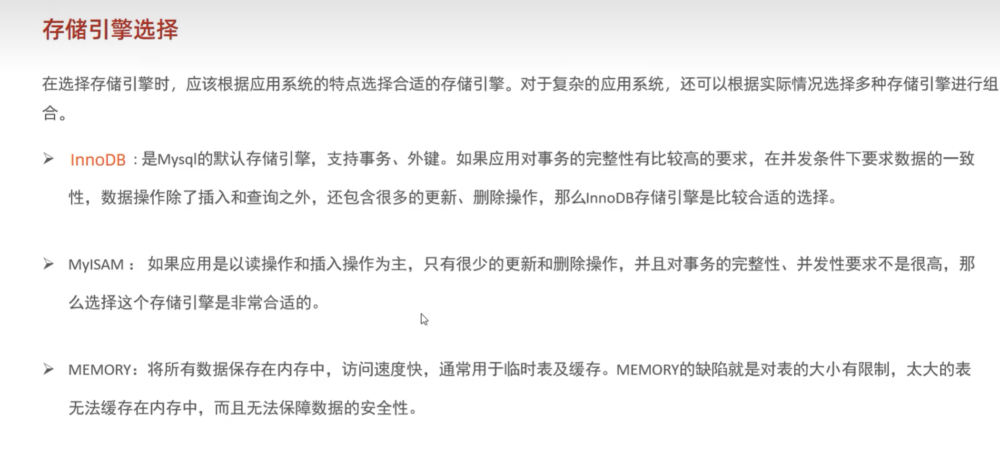 存储引擎选择
在选择存储引擎时，应该根据应用系统的特点选择合适的存储引擎。对于复杂的应用系统，还可以根据实际情况选择多种存储引擎进行组
合。
➢ InnoDB : 是Mysql的默认存储引擎，支持事务、外键。如果应用对事务的完整性有比较高的要求，在并发条件下要求数据的一致
性，数据操作除了插入和查询之外，还包含很多的更新、删除操作，那么InnoDB存储引擎是比较合适的选择。
➢ MyISAM ： 如果应用是以读操作和插入操作为主，只有很少的更新和删除操作，并且对事务的完整性、并发性要求不是很高，那
么选择这个存储引擎是非常合适的。
➢ MEMORY：将所有数据保存在内存中，访问速度快，通常用于临时表及缓存。MEMORY的缺陷就是对表的大小有限制，太大的表
无法缓存在内存中，而且无法保障数据的安全性。